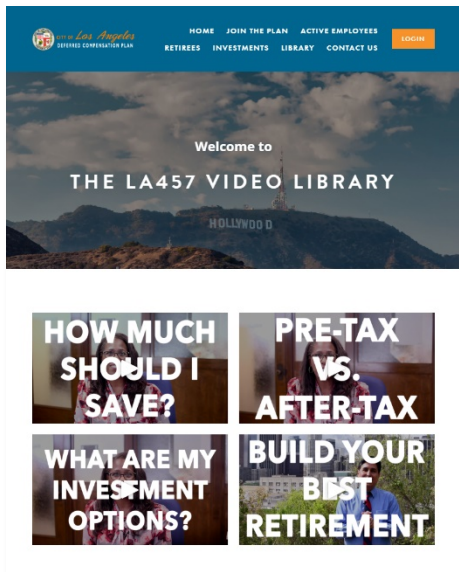 CITY OF Los Angeles
DEFERRED COMPENSATION PLAN
HOME JOIN THE PLAN ACTIVE EMPLOYEES
RETIREES INVESTMENTS LIBRARY CONTACT US
LOGIN
Welcome to
THE LA457 VIDEO LIBRARY
HOLLYWOOD
HOW MUCH
SHOULD I
SAVE?
PRE-TAX
VS.
AFTER-TAX
WHAT ARE MY
INVESTMENT
OPTIONS?
BUILD YOUR
BEST
RETIREMENT